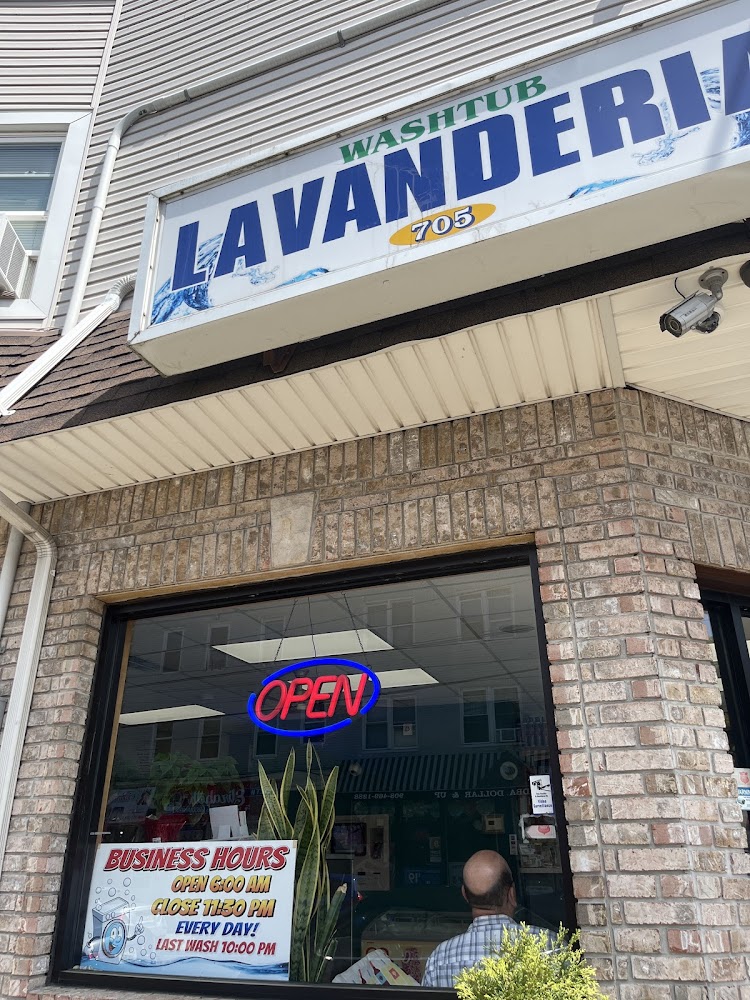 WASHTUB
LAVANDERIA
705
OPEN
BUSINESS HOURS
OPEN 6:00 AM
CLOSE 11:30 PM
EVERY DAY!
LAST WASH 10:00 PM